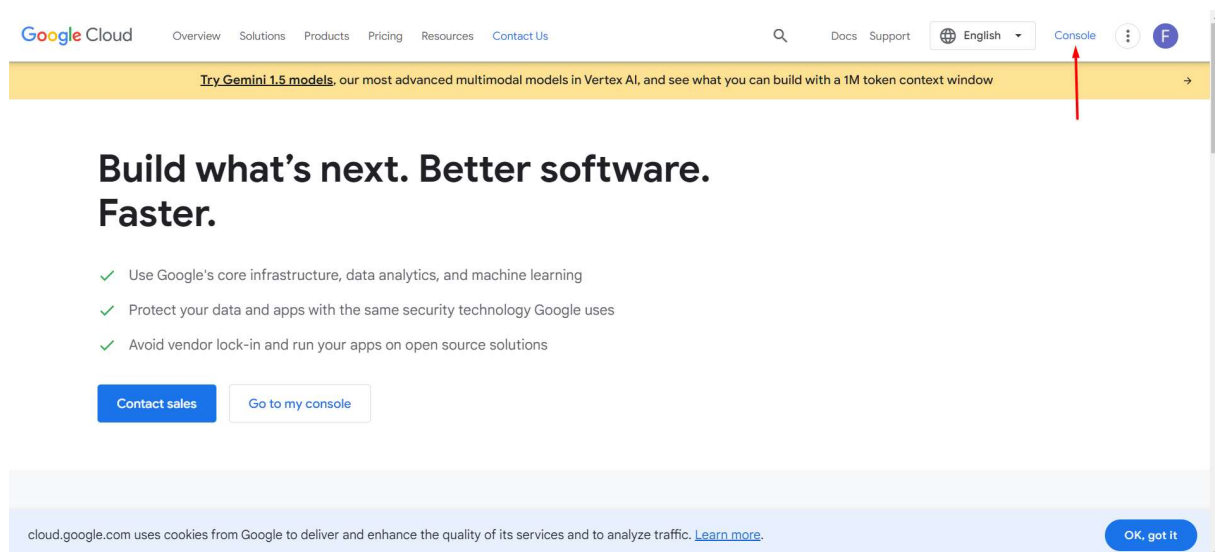 Google Cloud Overview Solutions Products Pricing Resources Contact Us Docs Support English Console F
Try Gemini 1.5 models, our most advanced multimodal models in Vertex AI, and see what you can build with a 1M token context window
Build what’s next. Better software.
Faster.
Use Google's core infrastructure, data analytics, and machine learning
Protect your data and apps with the same security technology Google uses
Avoid vendor lock-in and run your apps on open source solutions
Contact sales Go to my console
cloud.google.com uses cookies from Google to deliver and enhance the quality of its services and to analyze traffic. Learn more. OK, got it